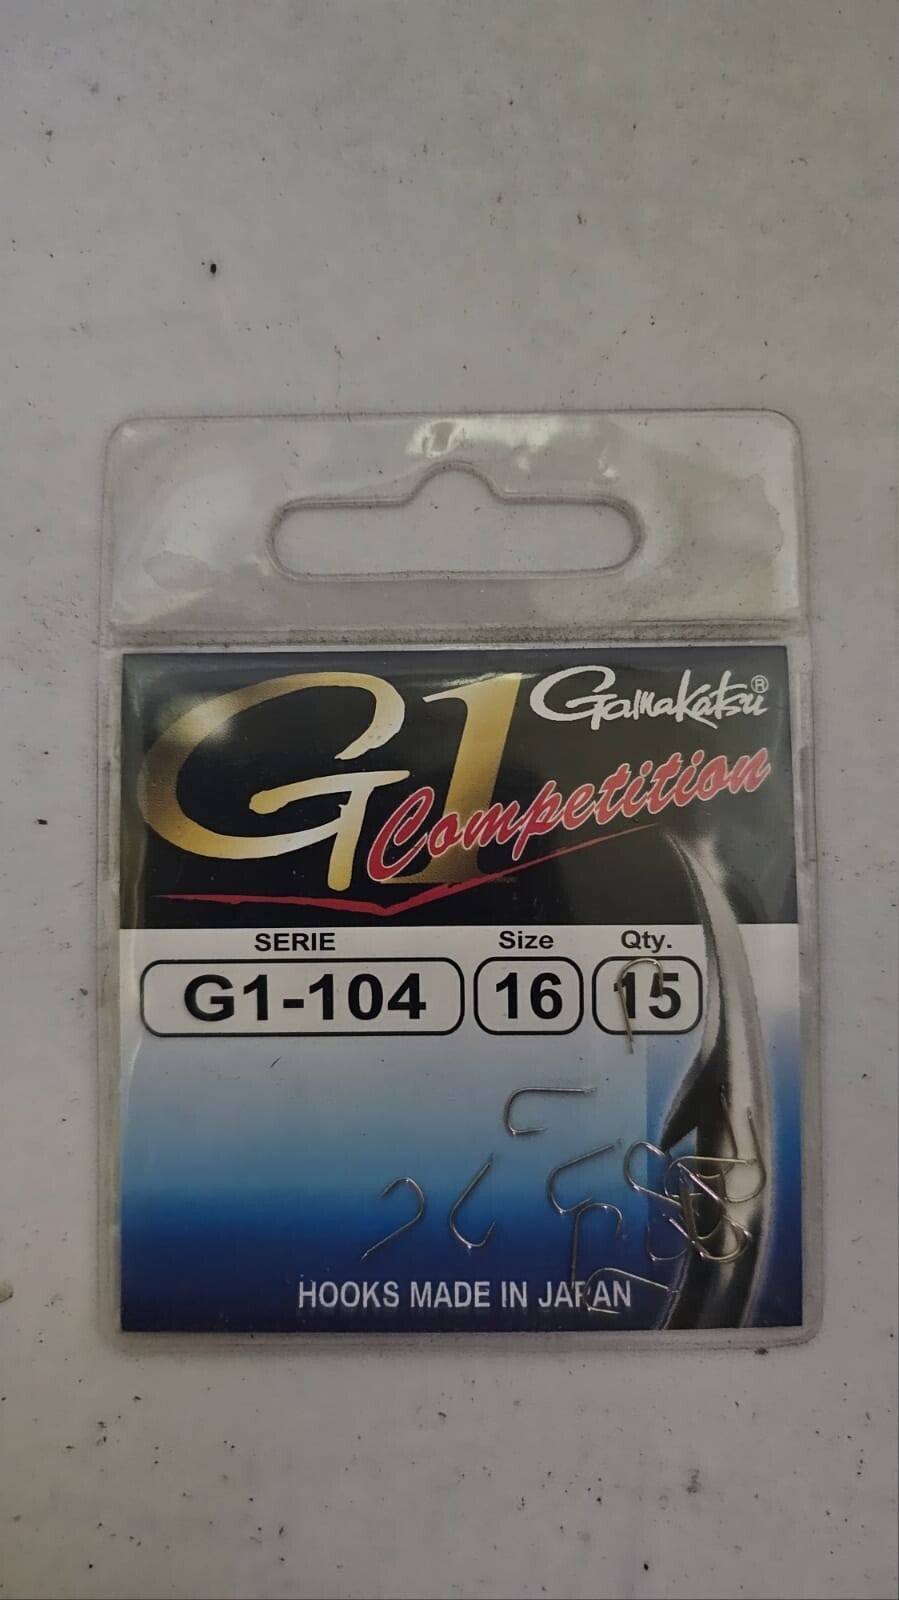 G1 Gamakatsu®
Competition
SERIE Size Qty.
G1-104 16 15
HOOKS MADE IN JAPAN